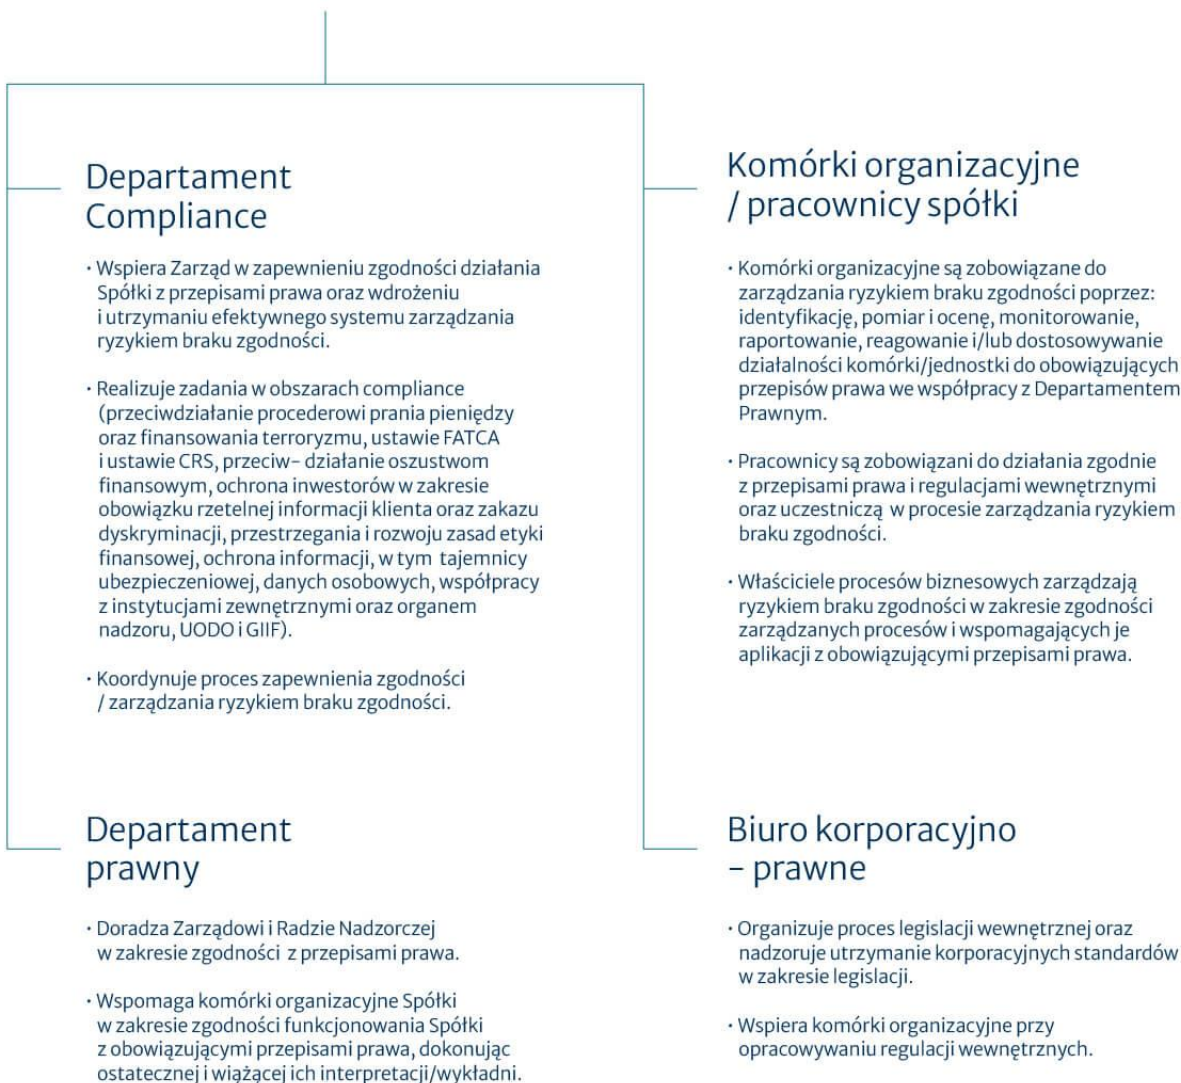 Departament
Compliance
· Wspiera Zarząd w zapewnieniu zgodności działania
Spółki z przepisami prawa oraz wdrożeniu
i utrzymaniu efektywnego systemu zarządzania
ryzykiem braku zgodności.
· Realizuje zadania w obszarach compliance
(przeciwdziałanie procederowi prania pieniędzy
oraz finansowania terroryzmu, ustawie FATCA
i ustawie CRS, przeciw– działanie oszustwom
finansowym, ochrona inwestorów w zakresie
obowiązku rzetelnej informacji klienta oraz zakazu
dyskryminacji, przestrzegania i rozwoju zasad etyki
finansowej, ochrona informacji, w tym tajemnicy
ubezpieczeniowej, danych osobowych, współpracy
z instytucjami zewnętrznymi oraz organem
nadzoru, UODO i GIIF).
· Koordynuje proces zapewnienia zgodności
/ zarządzania ryzykiem braku zgodności.
Komórki organizacyjne
/ pracownicy spółki
· Komórki organizacyjne są zobowiązane do
zarządzania ryzykiem braku zgodności poprzez:
identyfikację, pomiar i ocenę, monitorowanie,
raportowanie, reagowanie i/lub dostosowywanie
działalności komórki/jednostki do obowiązujących
przepisów prawa we współpracy z Departamentem
Prawnym.
· Pracownicy są zobowiązani do działania zgodnie
z przepisami prawa i regulacjami wewnętrznymi
oraz uczestniczą w procesie zarządzania ryzykiem
braku zgodności.
· Właściciele procesów biznesowych zarządzają
ryzykiem braku zgodności w zakresie zgodności
zarządzanych procesów i wspomagających je
aplikacji z obowiązującymi przepisami prawa.
Departament
prawny
· Doradza Zarządowi i Radzie Nadzorczej
w zakresie zgodności z przepisami prawa.
· Wspomaga komórki organizacyjne Spółki
w zakresie zgodności funkcjonowania Spółki
z obowiązującymi przepisami prawa, dokonując
ostatecznej i wiążącej ich interpretacji/wykładni.
Biuro korporacyjno
– prawne
· Organizuje proces legislacji wewnętrznej oraz
nadzoruje utrzymanie korporacyjnych standardów
w zakresie legislacji.
· Wspiera komórki organizacyjne przy
opracowywaniu regulacji wewnętrznych.